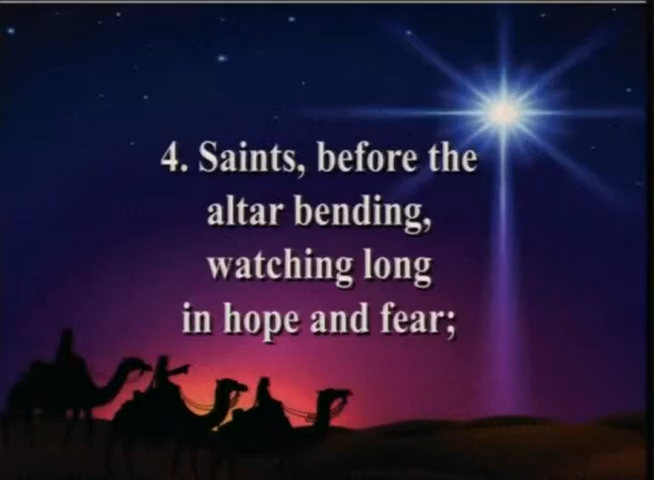 4. Saints, before the
altar bending,
watching long
in hope and fear;